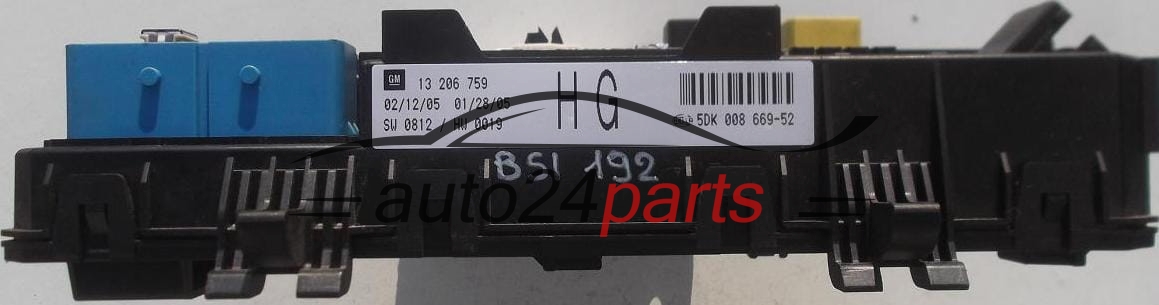 GM 13 206 759
02/12/05 01/28/05
SW 0812 / HW 0019
HG
5DK 008 669-52
BSI 192
auto24parts